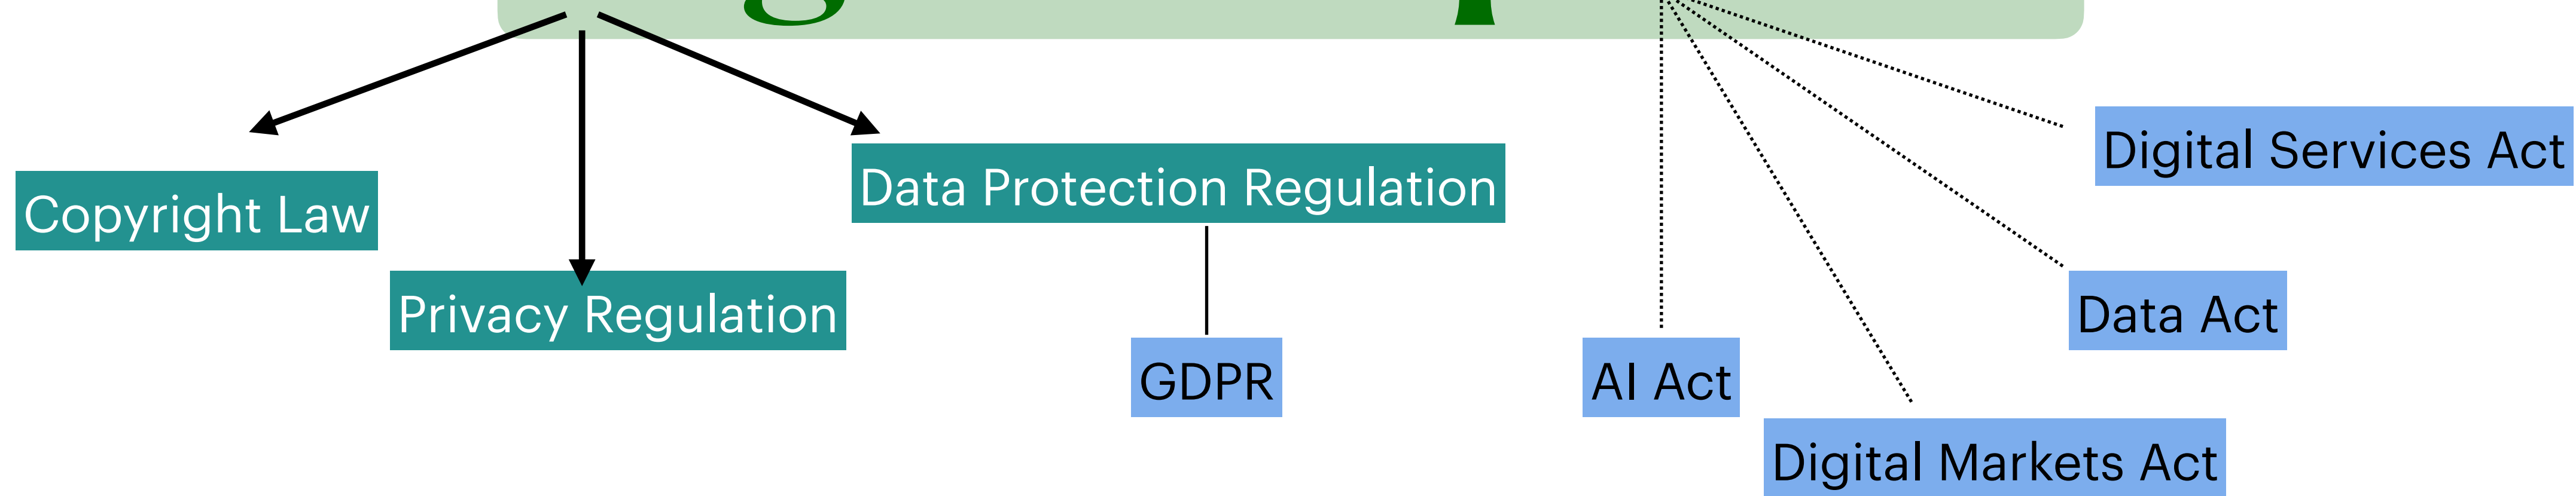 Digital Services Act
Data Protection Regulation
Copyright Law
Privacy Regulation
Data Act
GDPR
AI Act
Digital Markets Act